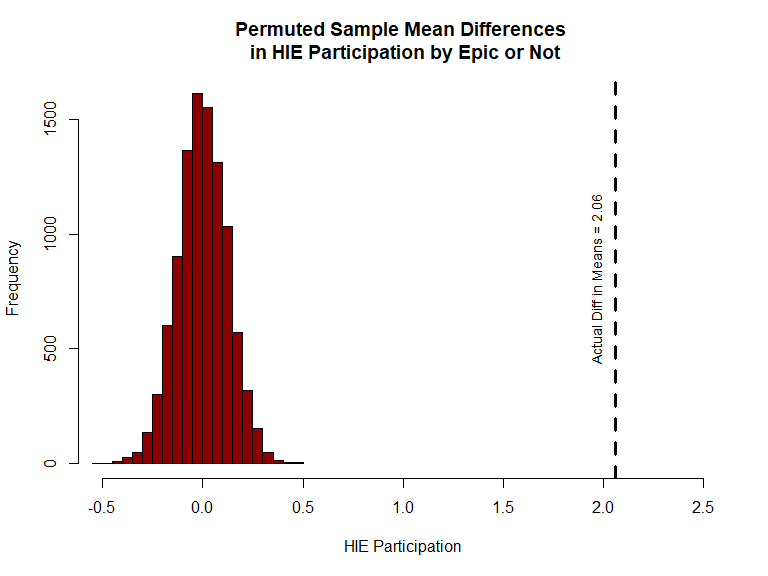 Permuted Sample Mean Differences
in HIE Participation by Epic or Not
Frequency
1500
1000
500
0
Actual Diff in Means = 2.06
-0.5
0.0
0.5
1.0
1.5
2.0
2.5
HIE Participation